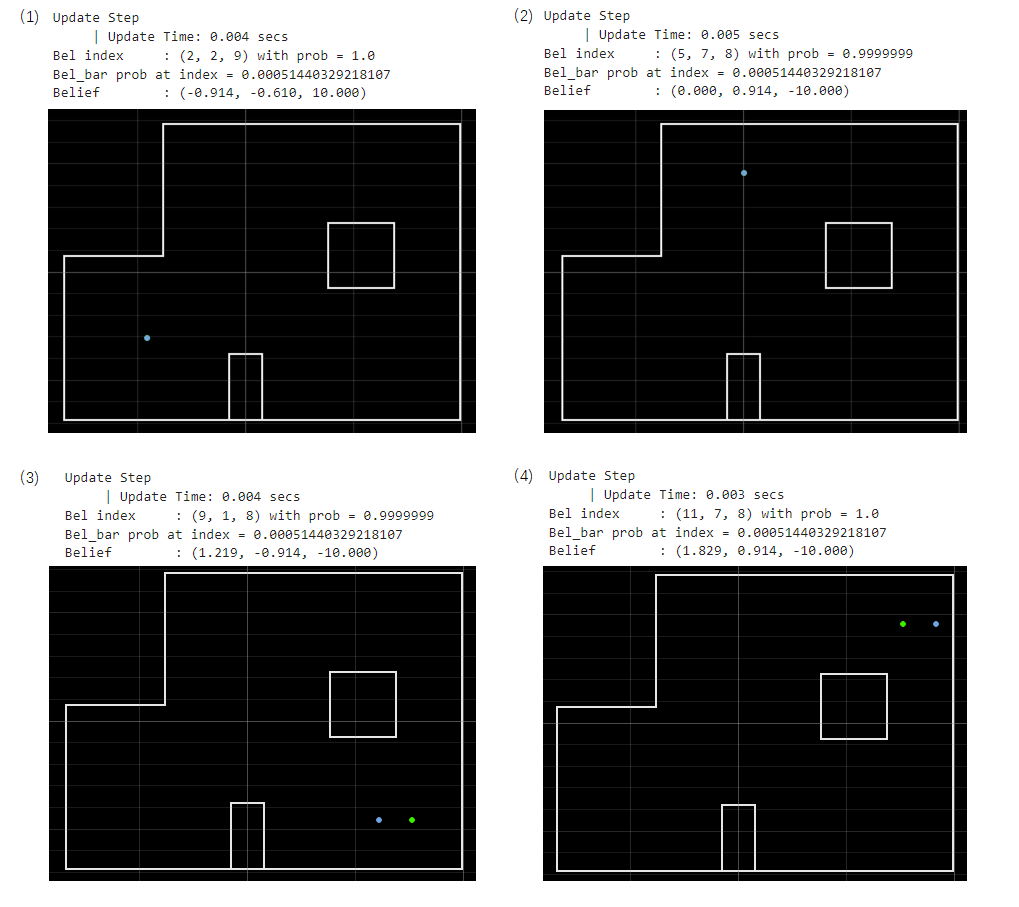 (1) Update Step
| Update Time: 0.004 secs
Bel index : (2, 2, 9) with prob = 1.0
Bel_bar prob at index = 0.00051440329218107
Belief : (-0.914, -0.610, 10.000)
(2) Update Step
| Update Time: 0.005 secs
Bel index : (5, 7, 8) with prob = 0.9999999
Bel_bar prob at index = 0.00051440329218107
Belief : (0.000, 0.914, -10.000)
(3) Update Step
| Update Time: 0.004 secs
Bel index : (9, 1, 8) with prob = 0.9999999
Bel_bar prob at index = 0.00051440329218107
Belief : (1.219, -0.914, -10.000)
(4) Update Step
| Update Time: 0.003 secs
Bel index : (11, 7, 8) with prob = 1.0
Bel_bar prob at index = 0.00051440329218107
Belief : (1.829, 0.914, -10.000)